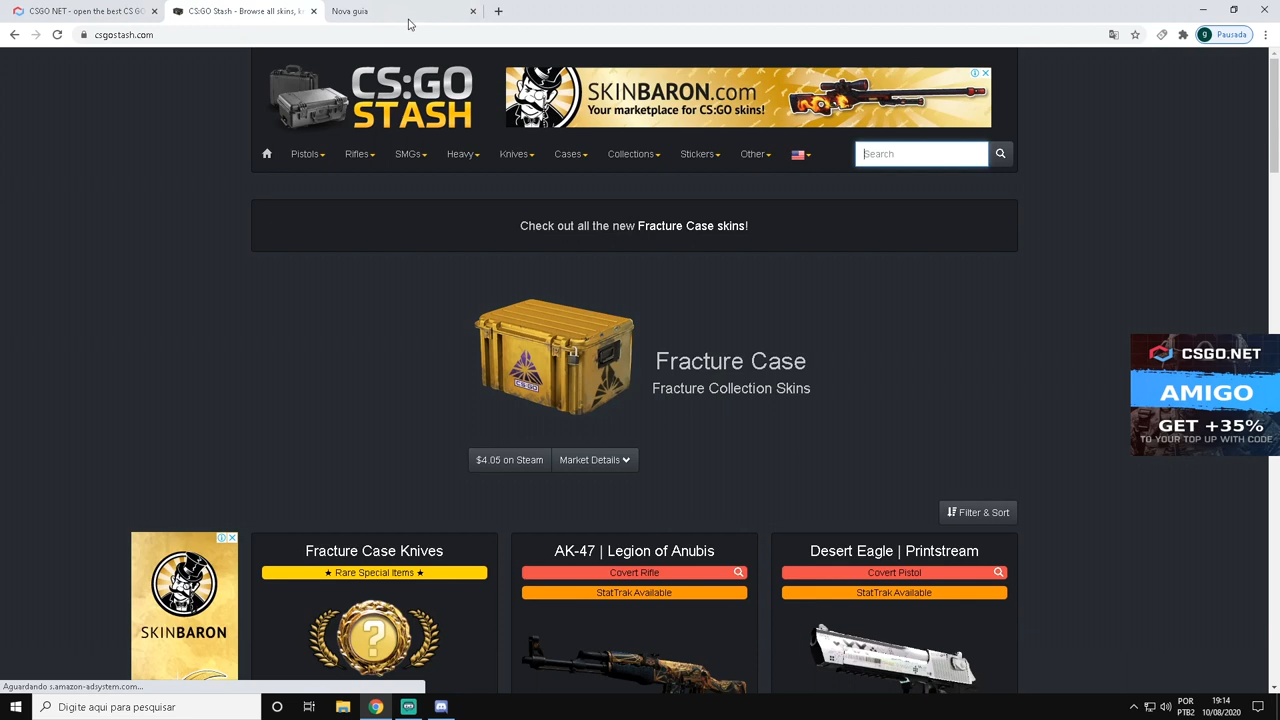 CSGO NET - open the best CS GO
CS:GO Stash - Browse all skins, k
Nova guia
csgostash.com
Pausada
CS:GO
STASH
SKINBARON.com
Your marketplace for CS:GO skins!
Pistols
Rifles
SMGs
Heavy
Knives
Cases
Collections
Stickers
Other
Search
Check out all the new Fracture Case skins!
Fracture Case
Fracture Collection Skins
CSGO.NET
AMIGO
GET +35%
TO YOUR TOP UP WITH CODE
$4.05 on Steam
Market Details
Filter & Sort
Fracture Case Knives
★ Rare Special Items ★
AK-47 | Legion of Anubis
Covert Rifle
StatTrak Available
Desert Eagle | Printstream
Covert Pistol
StatTrak Available
SKINBARON
Aguardando s.amazon-adsystem.com...
Digite aqui para pesquisar
POR
PTB2
19:14
10/08/2020